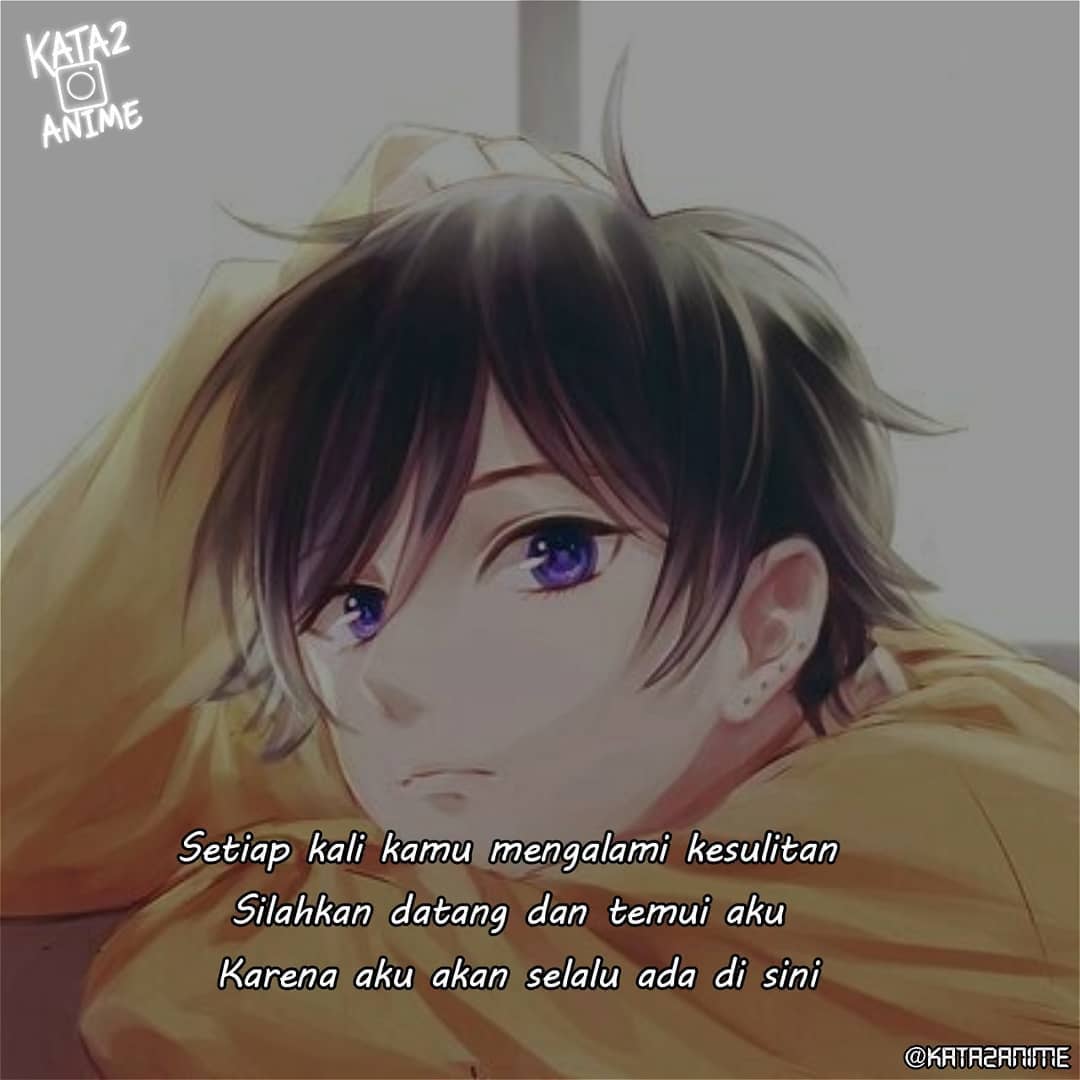 KATA2
ANIME
Setiap kali kamu mengalami kesulitan
Silahkan datang dan temui aku
Karena aku akan selalu ada di sini
@KATA2ANIME